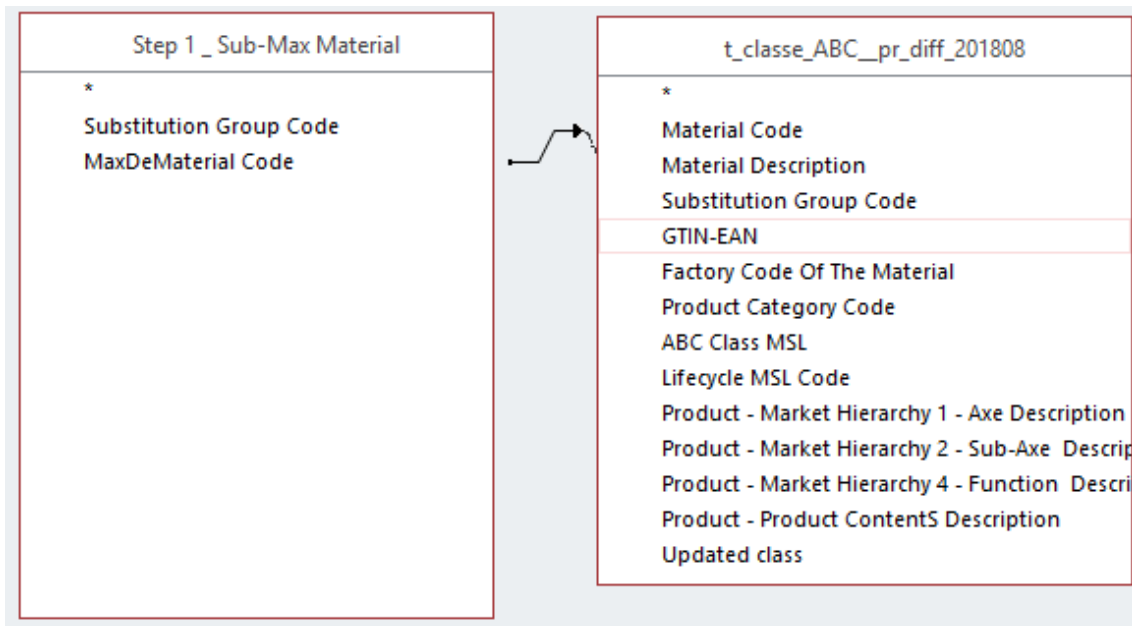 Step 1 _ Sub-Max Material
*
Substitution Group Code
MaxDeMaterial Code
t_classe_ABC__pr_diff_201808
*
Material Code
Material Description
Substitution Group Code
GTIN-EAN
Factory Code Of The Material
Product Category Code
ABC Class MSL
Lifecycle MSL Code
Product - Market Hierarchy 1 - Axe Description
Product - Market Hierarchy 2 - Sub-Axe  Descrip
Product - Market Hierarchy 4 - Function  Descri
Product - Product ContentS Description
Updated class